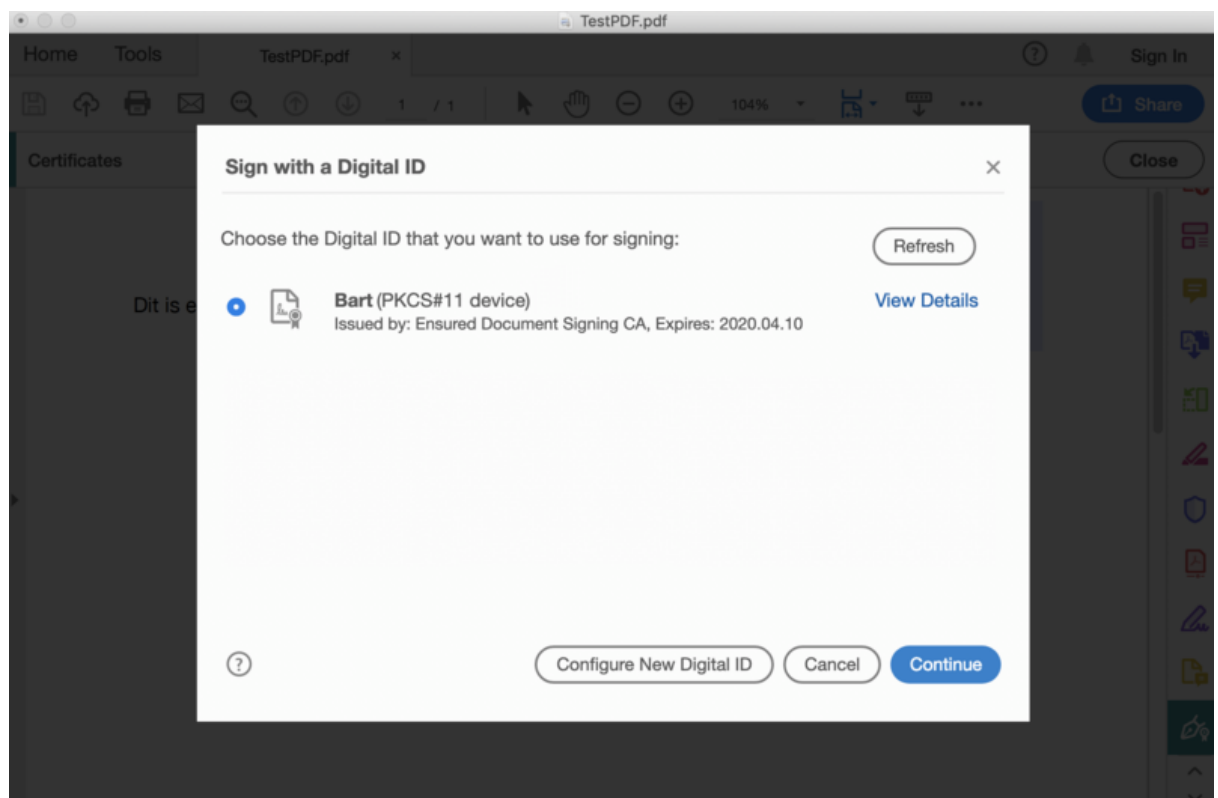 TestPDF.pdf
Home Tools TestPDF.pdf × ? Sign In
1 / 1 104% ••• Share
Certificates Close
Sign with a Digital ID ×
Choose the Digital ID that you want to use for signing: Refresh
Dit is e
Bart (PKCS#11 device) View Details
Issued by: Ensured Document Signing CA, Expires: 2020.04.10
? Configure New Digital ID Cancel Continue